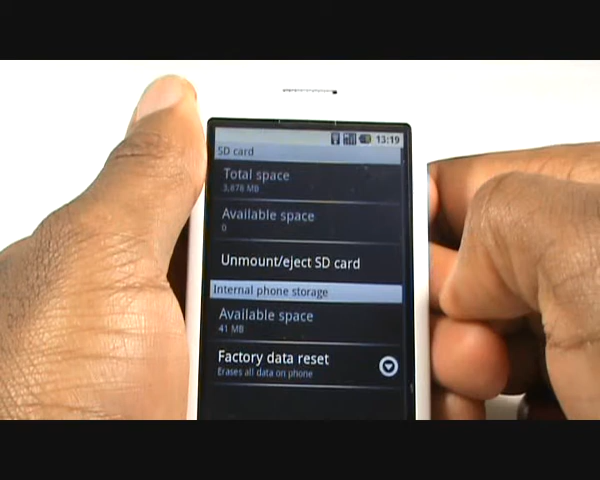 13:19
SD card
Total space
3,878 MB
Available space
0
Unmount/eject SD card
Internal phone storage
Available space
41 MB
Factory data reset
Erases all data on phone